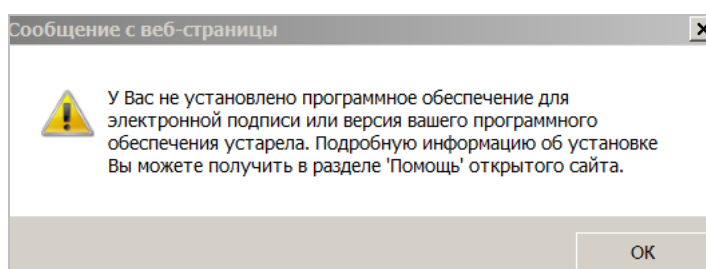 Сообщение с веб-страницы
У Вас не установлено программное обеспечение для
электронной подписи или версия вашего программного
обеспечения устарела. Подробную информацию об установке
Вы можете получить в разделе 'Помощь' открытого сайта.
ОК